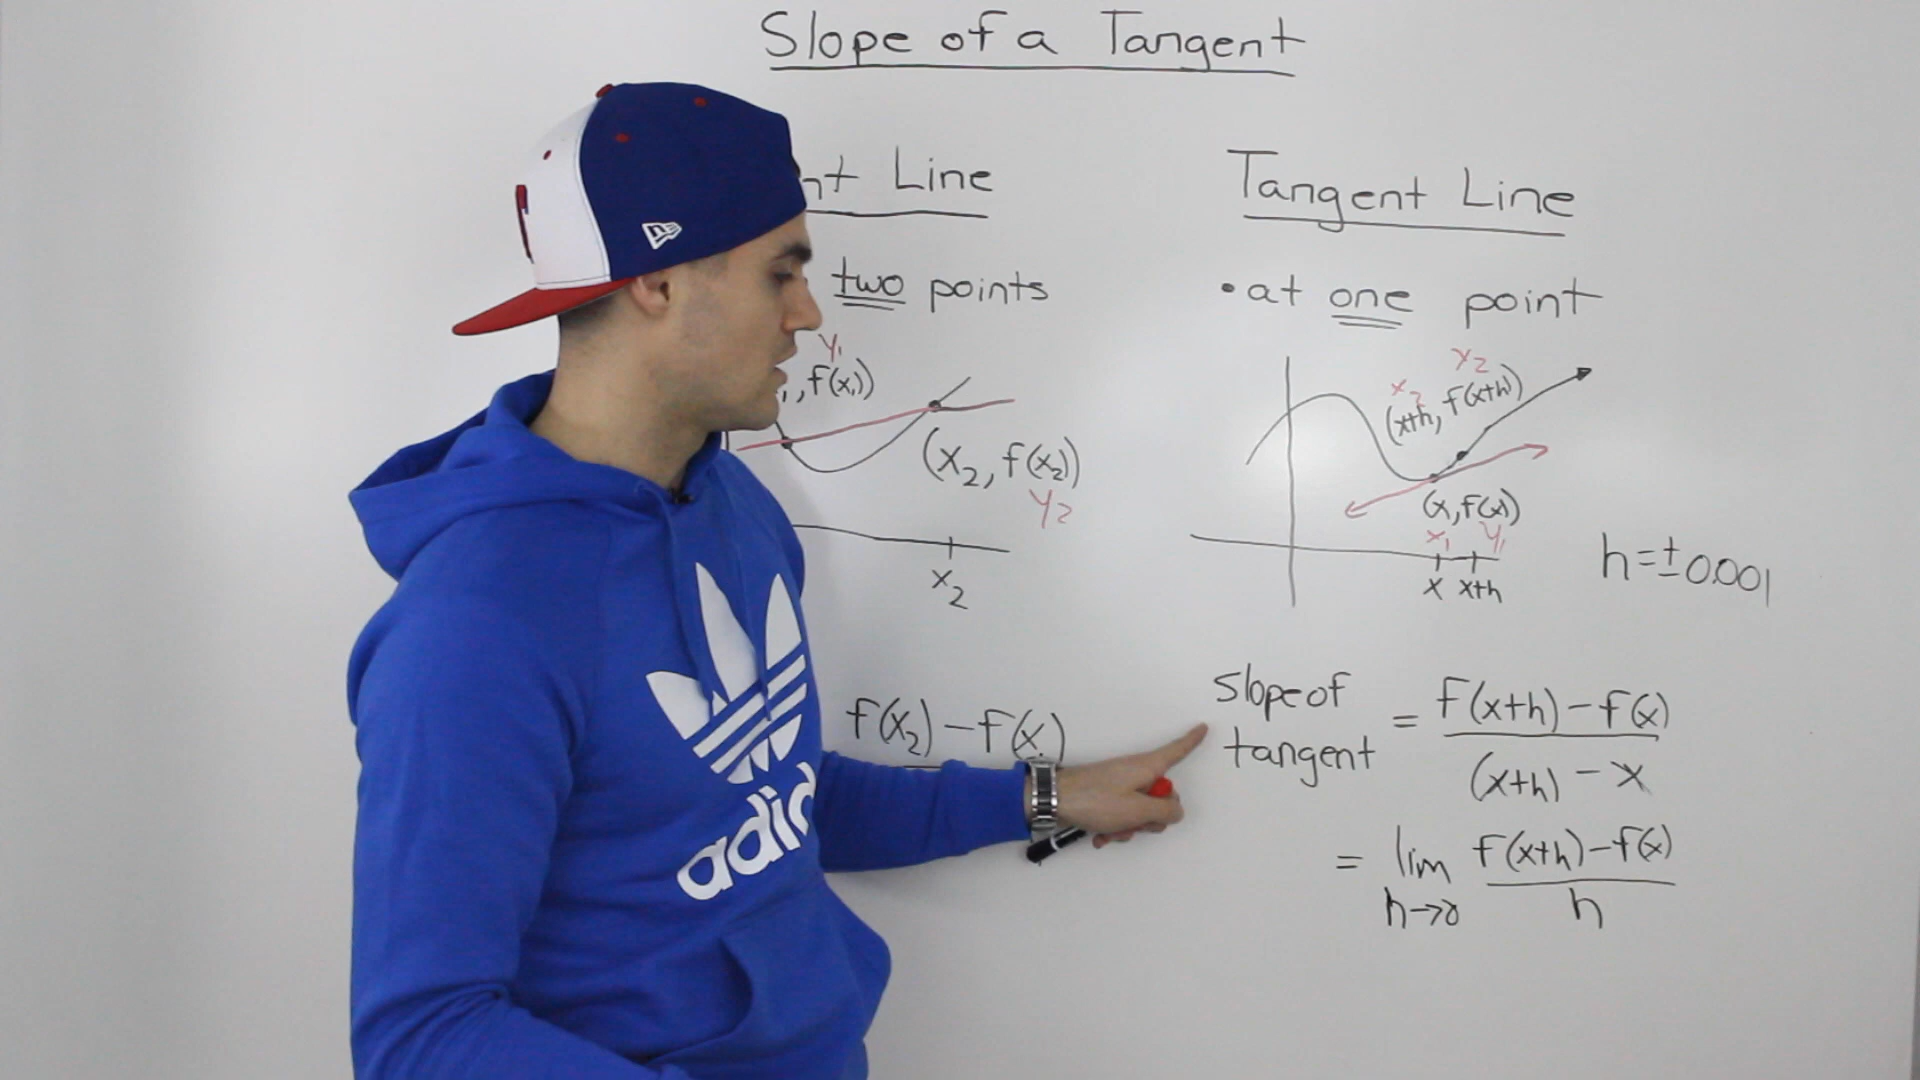 Slope of a Tangent
nt Line
two points
y₁
, f(x₁))
(x₂, f(x₂))
y₂
x₂
f(x₂) - f(x₁)
Tangent Line
• at one point
y₂
x₂
(x+h, f(x+h))
(x, f(x))
x₁ y₁
x x+h
h = ±0.001
slope of
tangent = f(x+h) - f(x)
(x+h) - x
= lim f(x+h) - f(x)
h→0 h
adid